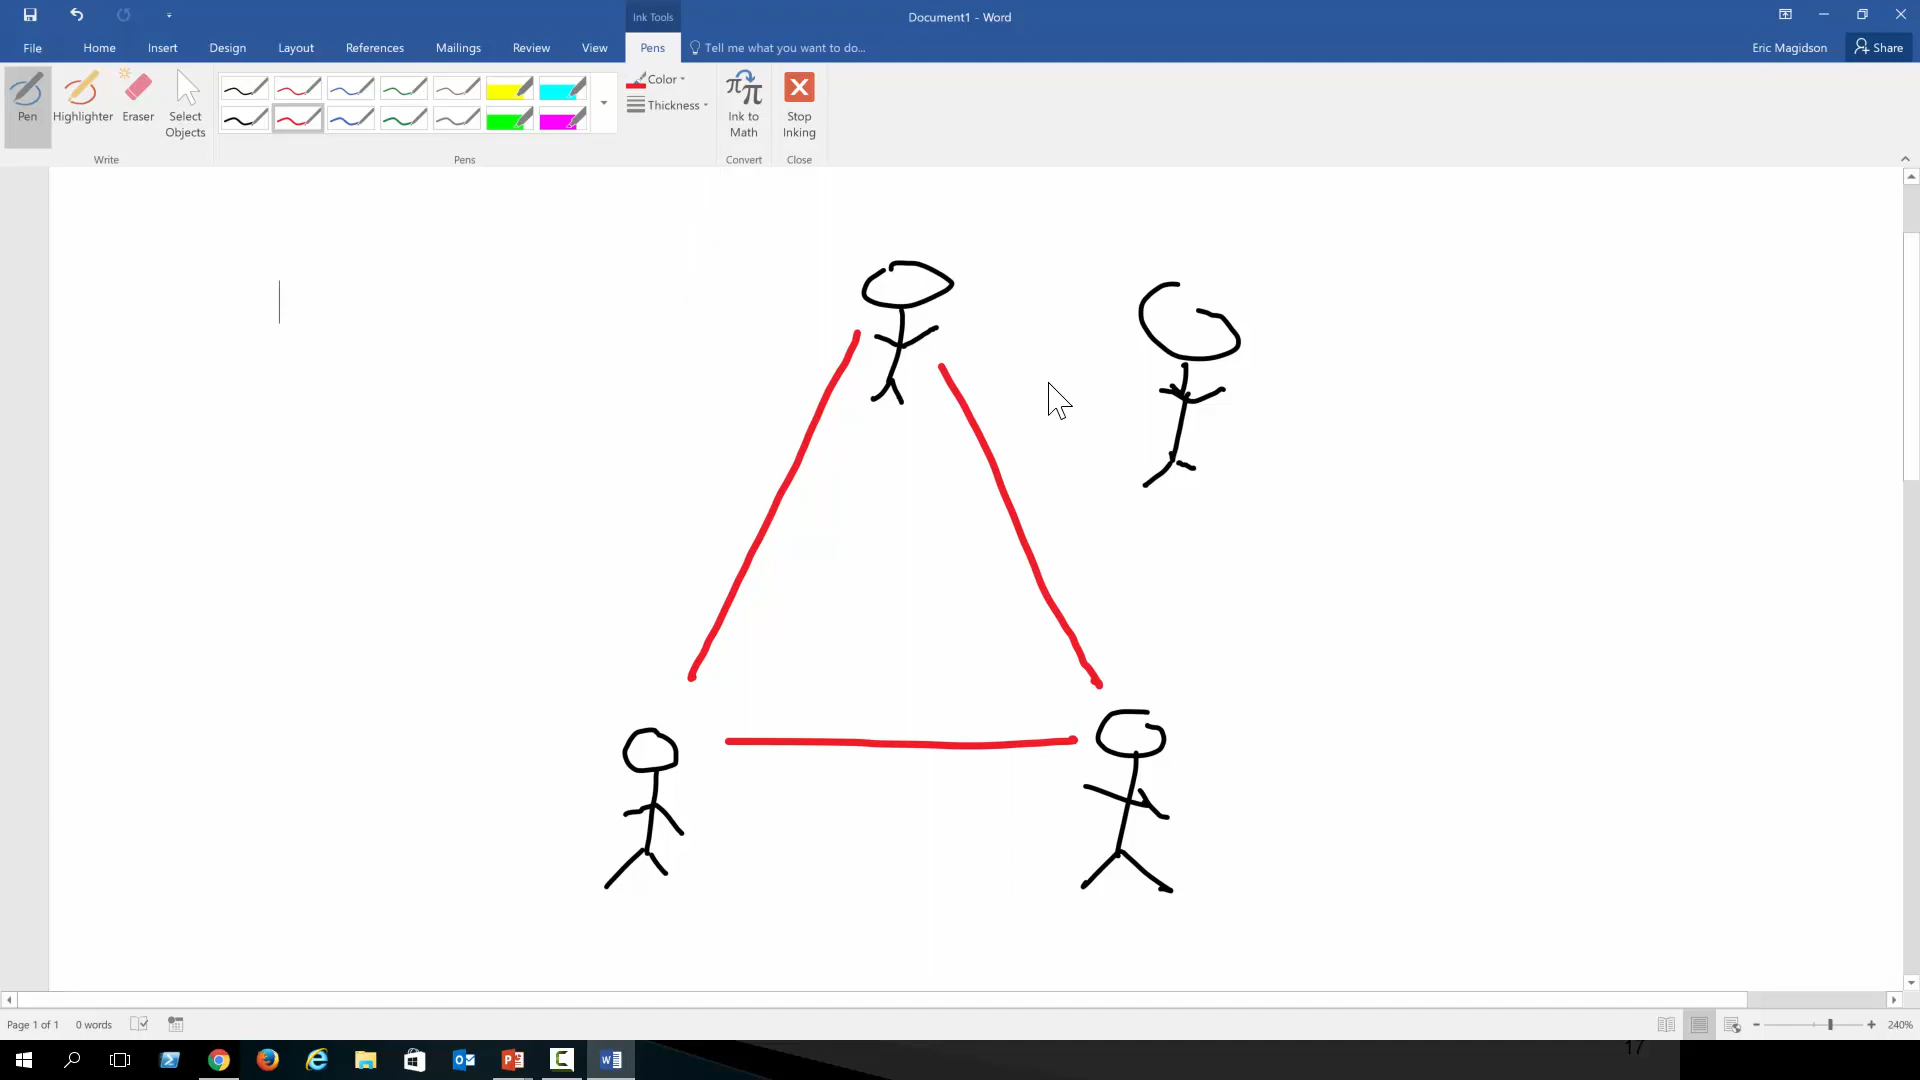 Ink Tools
Document1 - Word
File Home Insert Design Layout References Mailings Review View Pens Tell me what you want to do... Eric Magidson Share
Pen Highlighter Eraser Select Objects
Color
Thickness
Ink to Math
Stop Inking
Write Pens Convert Close
Page 1 of 1 0 words 240%
17